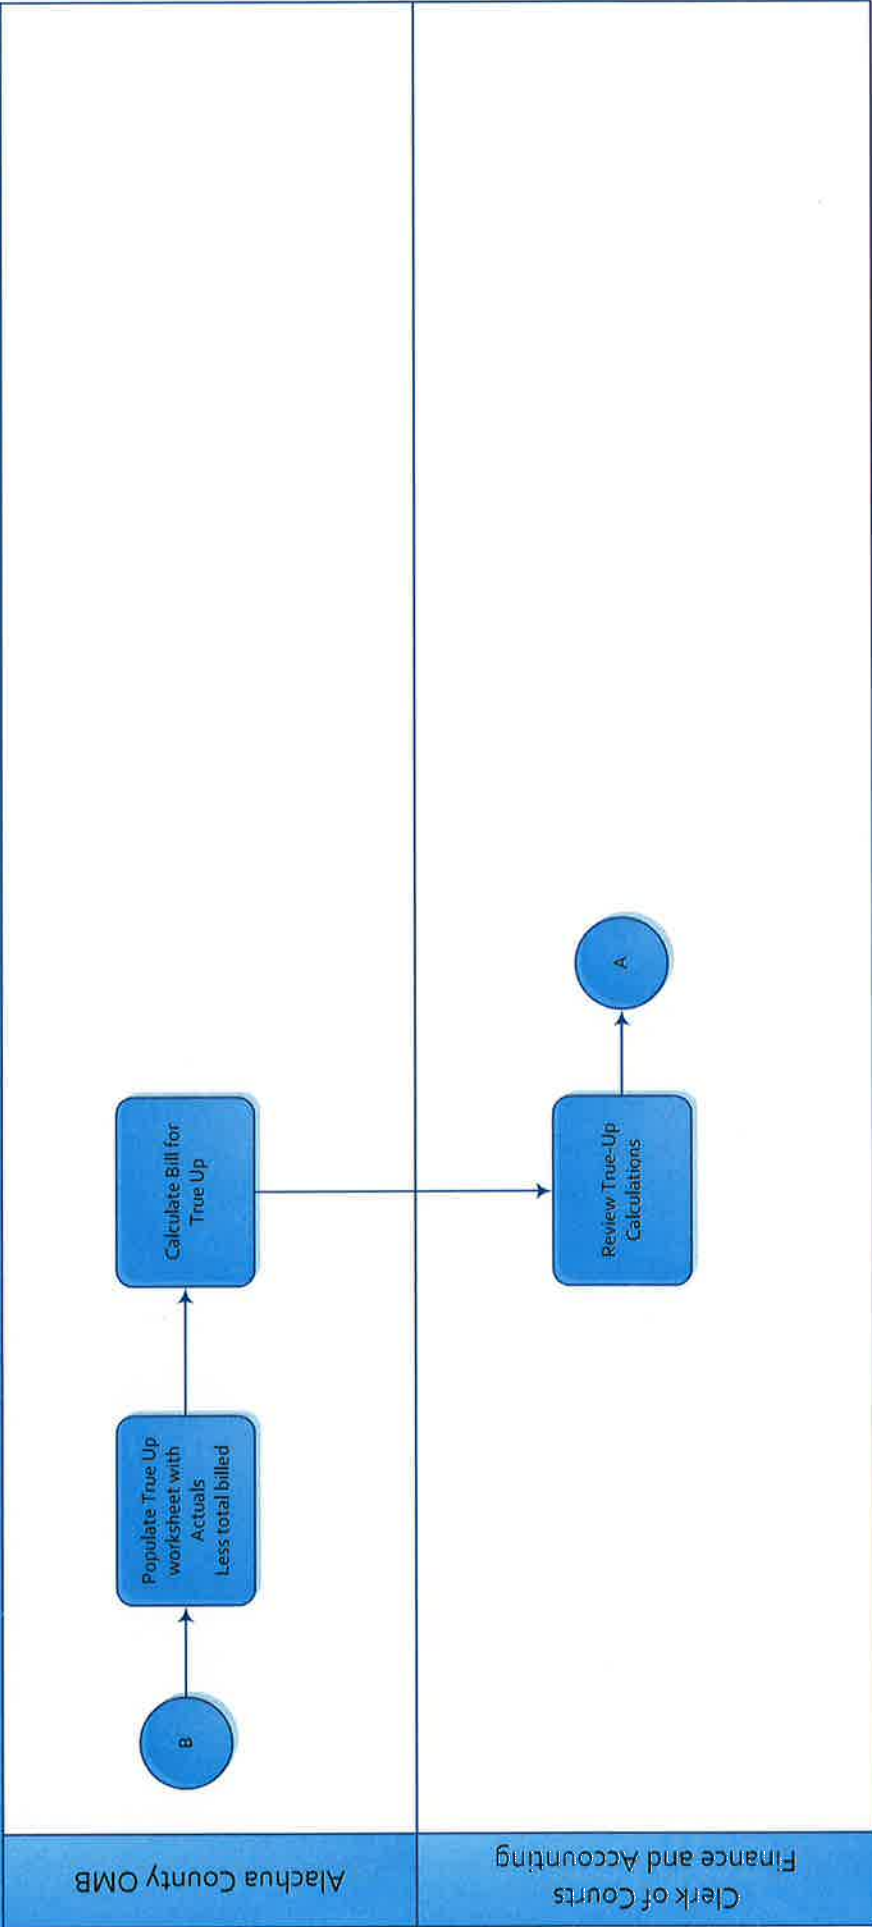 Alachua County OMB
B
Populate True Up
worksheet with
Actuals
Less total billed
Calculate Bill for
True Up
Clerk of Courts
Finance and Accounting
Review True-Up
Calculations
A